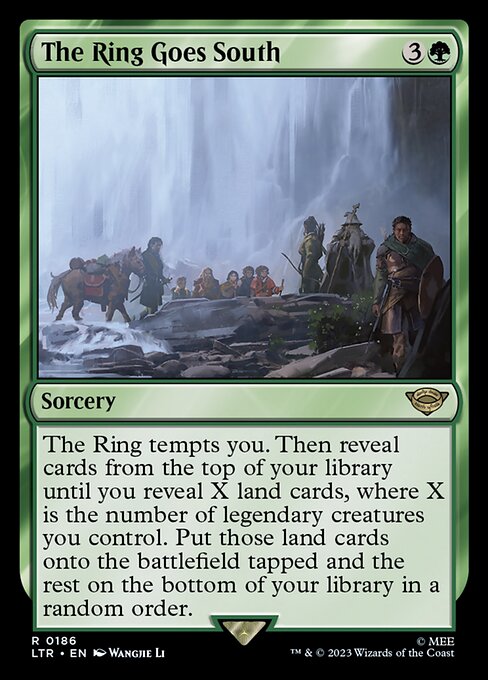 The Ring Goes South 3
Sorcery
The Ring tempts you. Then reveal
cards from the top of your library
until you reveal X land cards, where X
is the number of legendary creatures
you control. Put those land cards
onto the battlefield tapped and the
rest on the bottom of your library in a
random order.
R 0186
LTR • EN Wangjie Li
© MEE
™ & © 2023 Wizards of the Coast